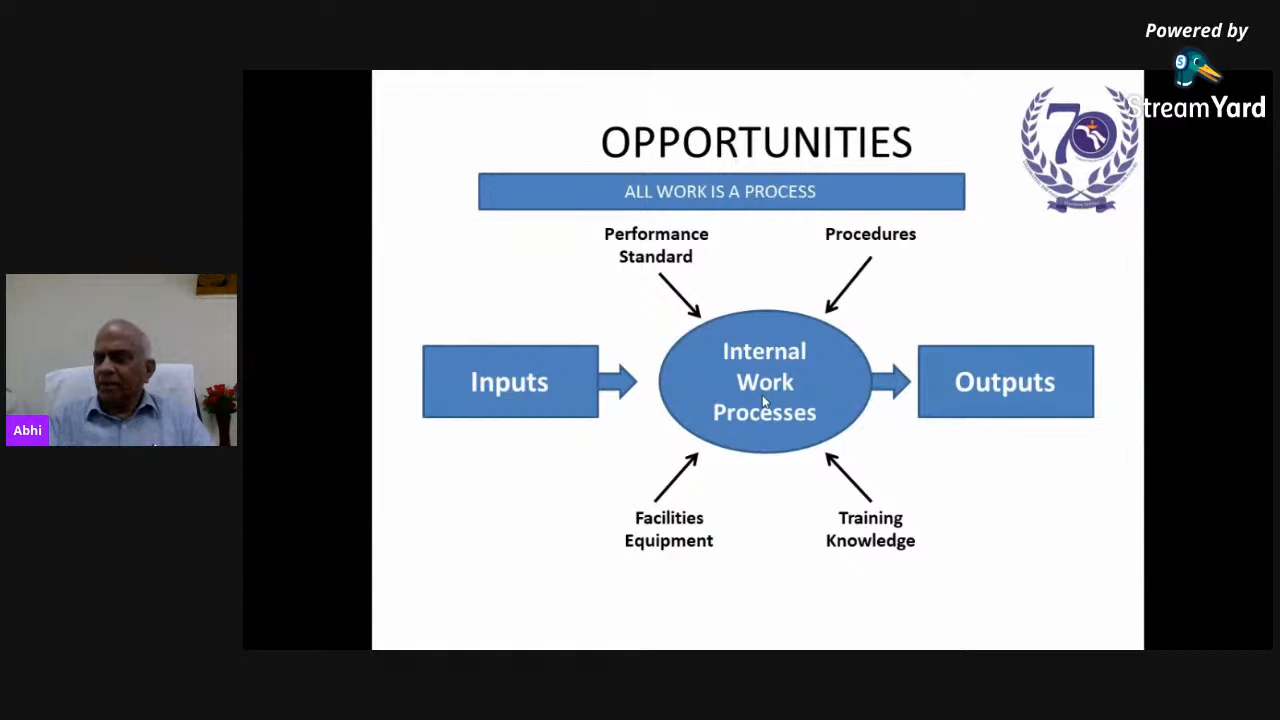 Powered by
StreamYard
70
OPPORTUNITIES
ALL WORK IS A PROCESS
Performance
Standard
Procedures
Inputs
Internal
Work
Processes
Outputs
Facilities
Equipment
Training
Knowledge
Abhi